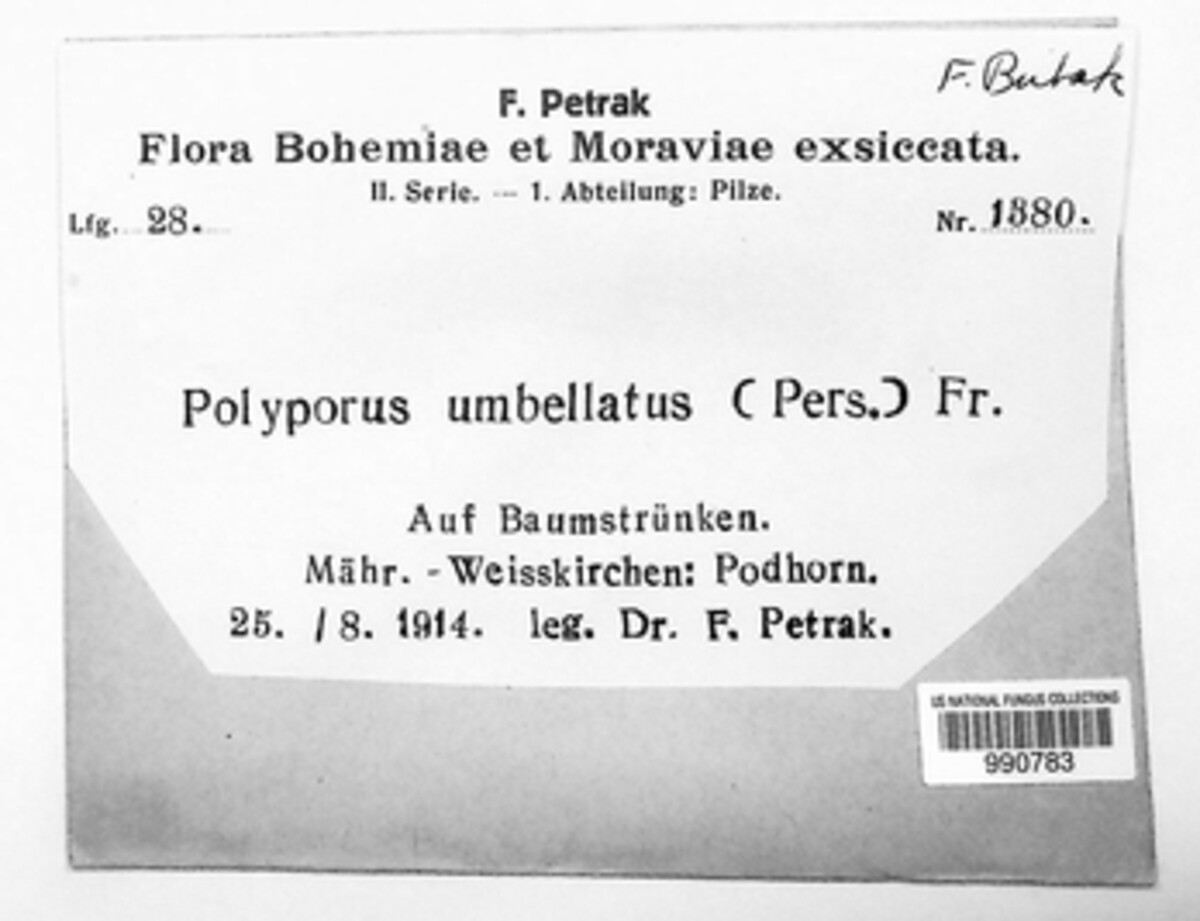 F. Bubak
F. Petrak
Flora Bohemiae et Moraviae exsiccata.
II. Serie. — 1. Abteilung: Pilze.
Lfg. 28. Nr. 1380.
Polyporus umbellatus (Pers.) Fr.
Auf Baumstrünken.
Mähr. - Weisskirchen: Podhorn.
25. / 8. 1914. leg. Dr. F. Petrak.
US NATIONAL FUNGUS COLLECTIONS
990783